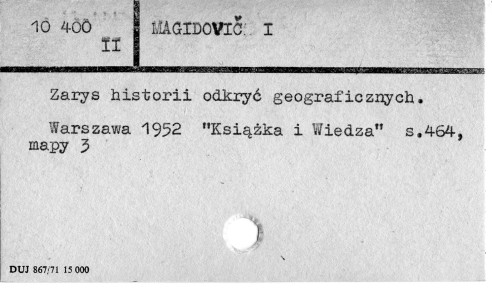 10 400
II
MAGIDOVIČ I
Zarys historii odkryć geograficznych.
Warszawa 1952 "Książka i Wiedza" s.464,
mapy 3
DUJ 867/71 15 000